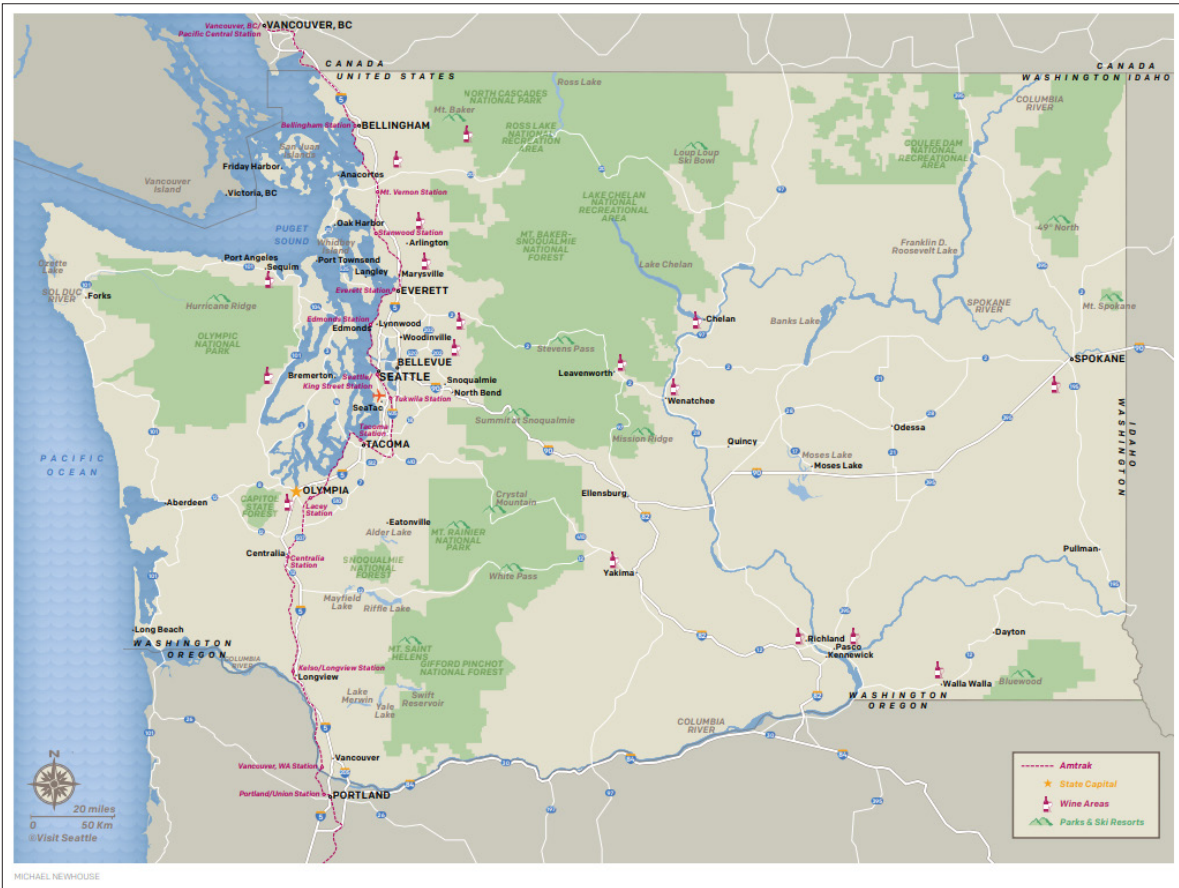 Vancouver, BC/
Pacific Central Station
VANCOUVER, BC
CANADA
UNITED STATES
CANADA
WASHINGTON
IDAHO
Ross Lake
NORTH CASCADES
NATIONAL PARK
Mt. Baker
COLUMBIA
RIVER
Bellingham Station
BELLINGHAM
ROSS LAKE
NATIONAL
RECREATION
AREA
San Juan
Islands
Loup Loup
Ski Bowl
COULEE DAM
NATIONAL
RECREATIONAL
AREA
Friday Harbor
Anacortes
Vancouver
Island
Victoria, BC
Mt. Vernon Station
LAKE CHELAN
NATIONAL
RECREATIONAL
AREA
Oak Harbor
PUGET
SOUND
Stanwood Station
Whidbey
Island
Arlington
MT. BAKER-
SNOQUALMIE
NATIONAL
FOREST
49° North
Franklin D.
Roosevelt Lake
Port Angeles
Sequim
Port Townsend
Langley
Marysville
Lake Chelan
Ozette
Lake
SOL DUC
RIVER
Forks
Everett Station
EVERETT
Hurricane Ridge
SPOKANE
RIVER
Mt. Spokane
Edmonds Station
Edmonds
Lynnwood
Woodinville
Chelan
Banks Lake
OLYMPIC
NATIONAL
PARK
Stevens Pass
BELLEVUE
SPOKANE
Leavenworth
Bremerton
Seattle/
King Street Station
SEATTLE
Snoqualmie
North Bend
Wenatchee
SeaTac
Tukwila Station
Summit at Snoqualmie
Mission Ridge
Odessa
WASHINGTON
IDAHO
Tacoma
Station
TACOMA
Quincy
PACIFIC
OCEAN
Moses Lake
Moses Lake
OLYMPIA
Lacey
Station
CAPITOL
STATE
FOREST
Aberdeen
Crystal
Mountain
Ellensburg
Eatonville
Alder Lake
MT. RAINIER
NATIONAL
PARK
Centralia
Centralia
Station
SNOQUALMIE
NATIONAL
FOREST
White Pass
Yakima
Pullman
Mayfield
Lake
Riffle Lake
Long Beach
WASHINGTON
OREGON
COLUMBIA
RIVER
Richland
Pasco
Kennewick
Dayton
MT. SAINT
HELENS
GIFFORD PINCHOT
NATIONAL FOREST
Kelso/Longview Station
Longview
Walla Walla
Bluewood
WASHINGTON
OREGON
Lake
Merwin
Yale
Lake
Swift
Reservoir
COLUMBIA
RIVER
Vancouver
Vancouver, WA Station
Portland/Union Station
PORTLAND
N
20 miles
0
50 Km
©Visit Seattle
Amtrak
State Capital
Wine Areas
Parks & Ski Resorts
MICHAEL NEWHOUSE